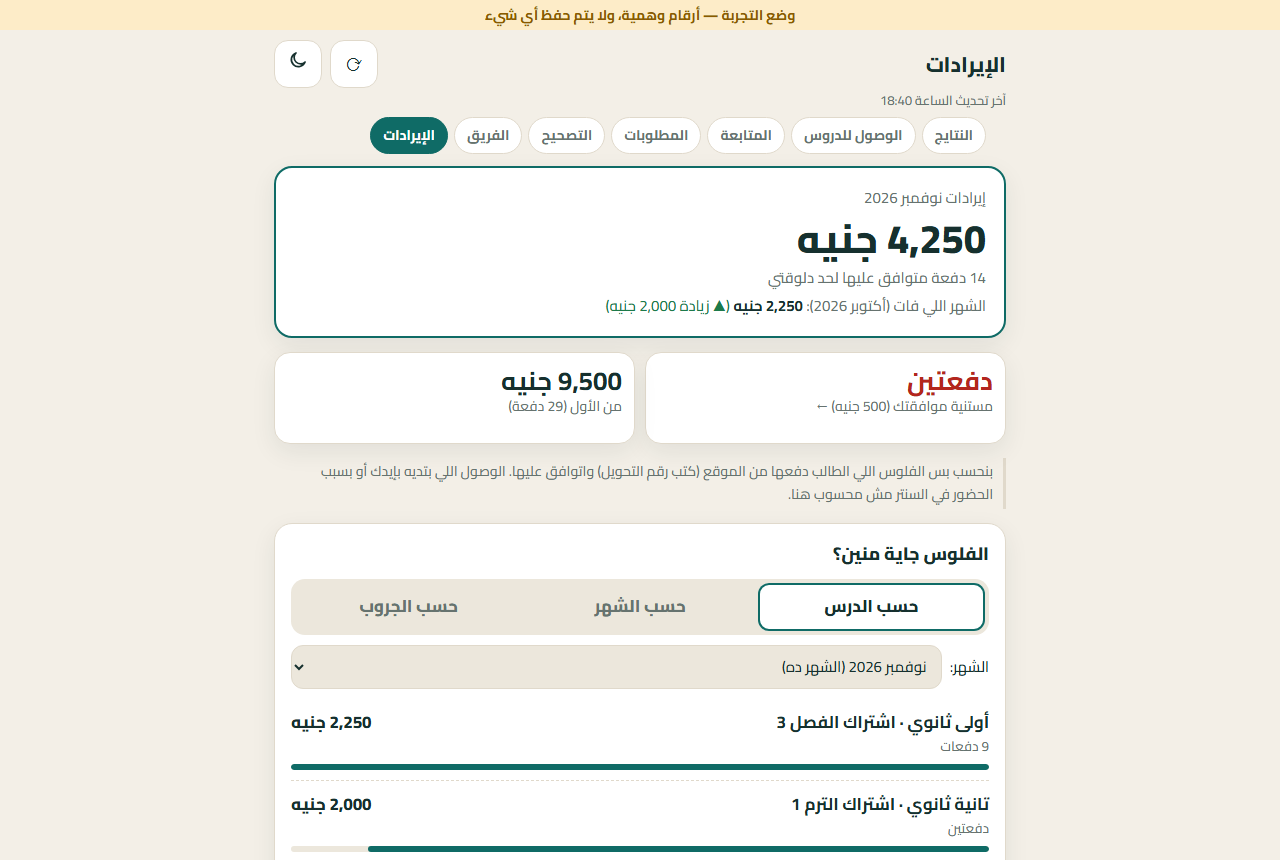 وضع التجربة — أرقام وهمية، ولا يتم حفظ أي شيء
الإيرادات
آخر تحديث الساعة 18:40
النتايج
الوصول للدروس
المتابعة
المطلوبات
التصحيح
الفريق
الإيرادات
إيرادات نوفمبر 2026
4,250 جنيه
14 دفعة متوافق عليها لحد دلوقتي
الشهر اللي فات (أكتوبر 2026): 2,250 جنيه (▲ زيادة 2,000 جنيه)
دفعتين
مستنية موافقتك (500 جنيه) ←
9,500 جنيه
من الأول (29 دفعة)
بنحسب بس الفلوس اللي الطالب دفعها من الموقع (كتب رقم التحويل) واتوافق عليها. الوصول اللي بتديه بإيدك أو بسبب
الحضور في السنتر مش محسوب هنا.
الفلوس جاية منين؟
حسب الدرس
حسب الشهر
حسب الجروب
الشهر:
نوفمبر 2026 (الشهر ده)
أولى ثانوي · اشتراك الفصل 3
2,250 جنيه
9 دفعات
تانية ثانوي · اشتراك الترم 1
2,000 جنيه
دفعتين